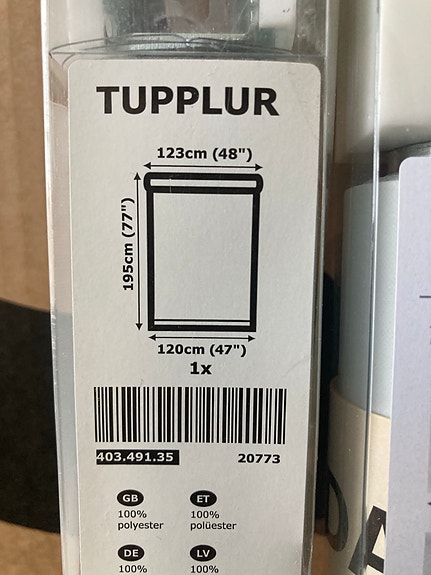 TUPPLUR
123cm (48")
195cm (77")
120cm (47")
1x
403.491.35 20773
GB ET
100% 100%
polyester polüester
DE LV
100% 100%